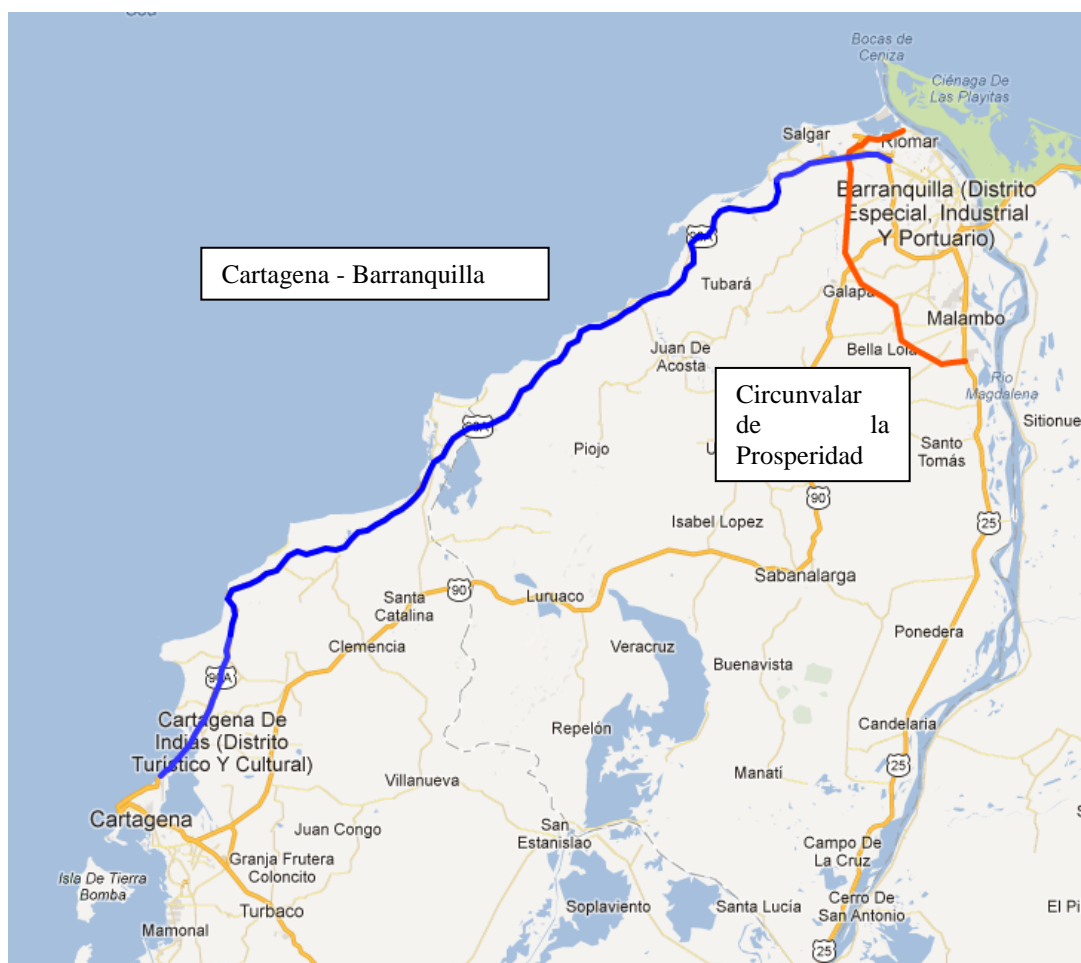 Bocas de
Ceniza
Ciénaga De
Las Playitas
Salgar
Riomar
Barranquilla (Distrito
Especial, Industrial
Y Portuario)
90A
Cartagena - Barranquilla
Tubará
Galapa
Malambo
Juan De
Acosta
Bella Lola
Rio
Magdalena
Circunvalar
de la
Prosperidad
90A
Piojo
Santo
Tomás
90
Isabel Lopez
25
Sabanalarga
90
Santa
Catalina
Luruaco
Clemencia
Veracruz
Ponedera
Buenavista
90A
Cartagena De
Indias (Distrito
Turístico Y Cultural)
Repelón
Candelaria
Villanueva
Manatí
25
Cartagena
Juan Congo
San
Estanislao
Campo De
La Cruz
Granja Frutera
Coloncito
Isla De Tierra
Bomba
Turbaco
Soplaviento
Santa Lucía
Cerro De
San Antonio
Mamonal
25